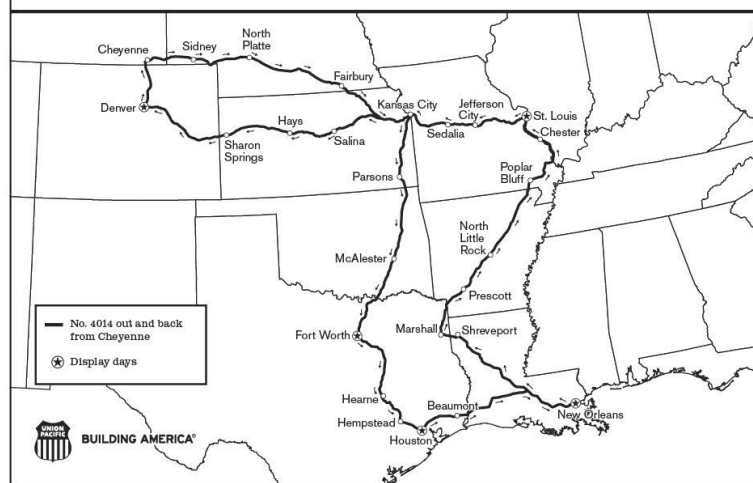 North
Platte
Cheyenne
Sidney
Fairbury
Denver
Kansas City
Jefferson
City
St. Louis
Hays
Sedalia
Chester
Sharon
Springs
Salina
Parsons
Poplar
Bluff
North
Little
Rock
McAlester
Prescott
No. 4014 out and back
from Cheyenne
Display days
Fort Worth
Marshall
Shreveport
Hearne
Beaumont
Hempstead
New Orleans
Houston
UNION
PACIFIC
BUILDING AMERICA®